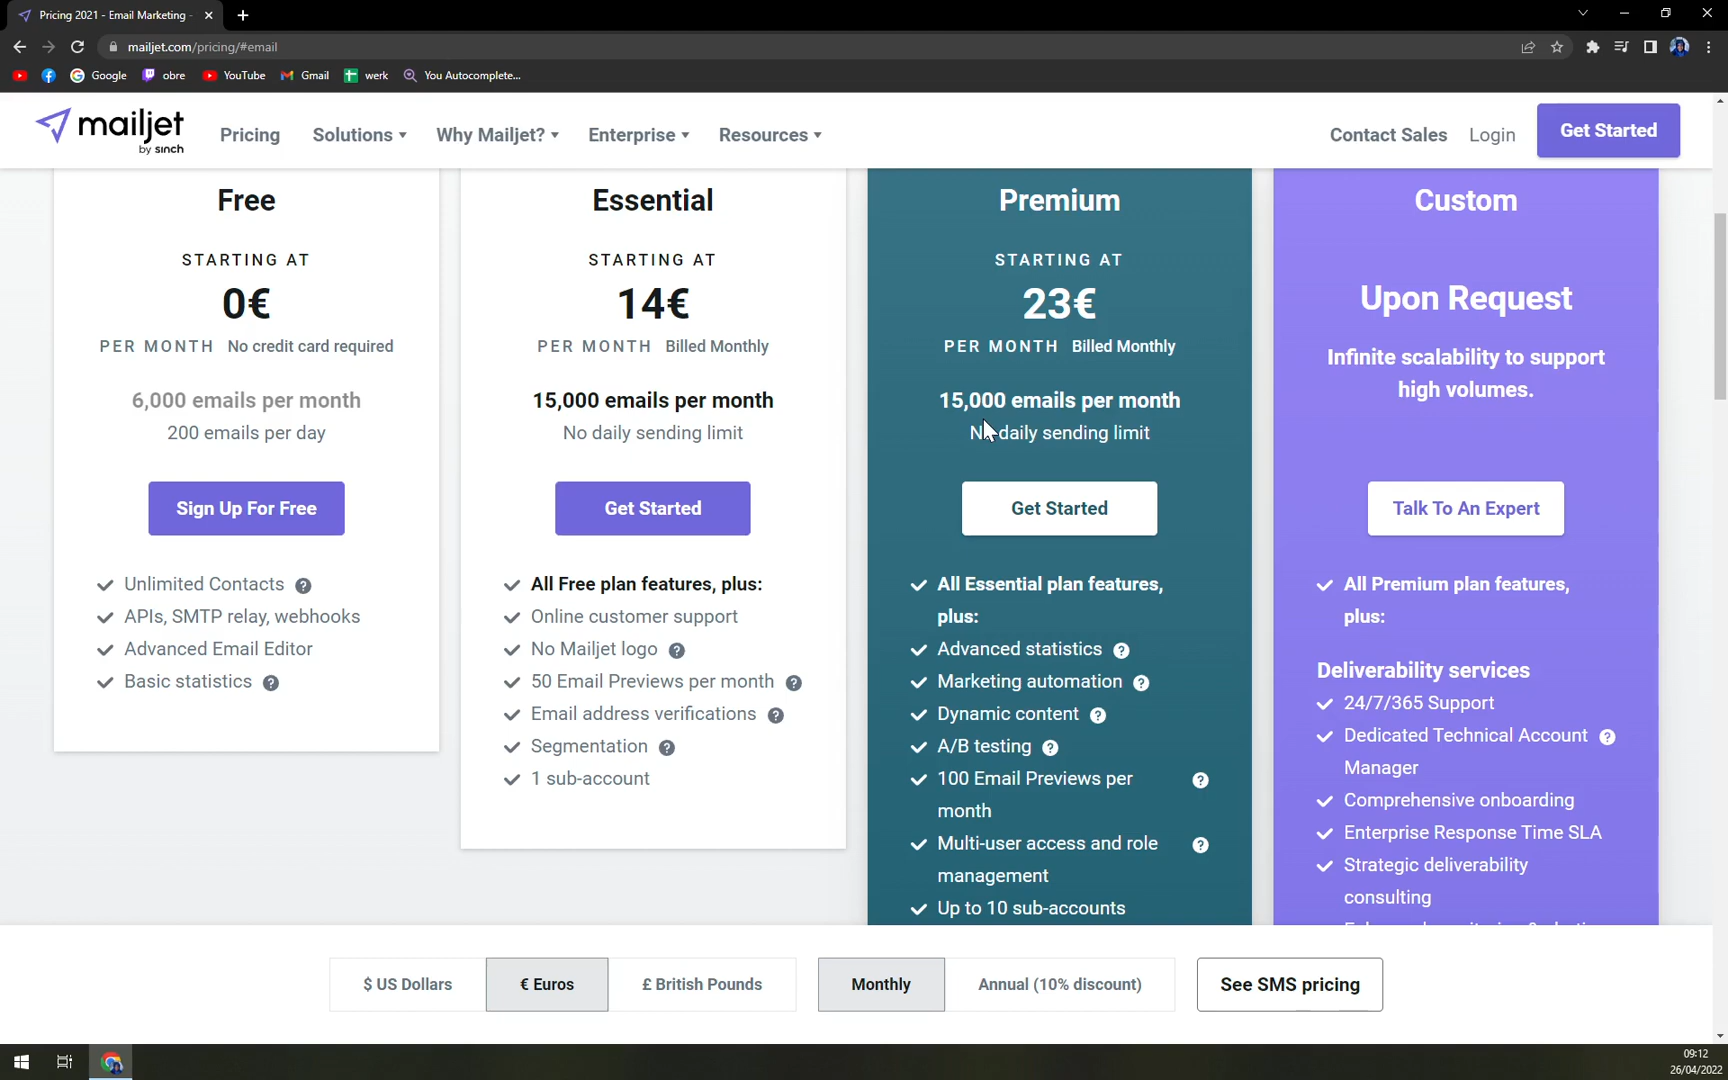 Pricing 2021 - Email Marketing
mailjet.com/pricing/#email
Google
obre
YouTube
Gmail
werk
You Autocomplete...
mailjet
by sinch
Pricing
Solutions
Why Mailjet?
Enterprise
Resources
Contact Sales
Login
Get Started
Free
STARTING AT
0€
PER MONTH No credit card required
6,000 emails per month
200 emails per day
Sign Up For Free
Unlimited Contacts ?
APIs, SMTP relay, webhooks
Advanced Email Editor
Basic statistics ?
Essential
STARTING AT
14€
PER MONTH Billed Monthly
15,000 emails per month
No daily sending limit
Get Started
All Free plan features, plus:
Online customer support
No Mailjet logo ?
50 Email Previews per month ?
Email address verifications ?
Segmentation ?
1 sub-account
Premium
STARTING AT
23€
PER MONTH Billed Monthly
15,000 emails per month
No daily sending limit
Get Started
All Essential plan features,
plus:
Advanced statistics ?
Marketing automation ?
Dynamic content ?
A/B testing ?
100 Email Previews per ?
month
Multi-user access and role ?
management
Up to 10 sub-accounts
Custom
Upon Request
Infinite scalability to support
high volumes.
Talk To An Expert
All Premium plan features,
plus:
Deliverability services
24/7/365 Support
Dedicated Technical Account ?
Manager
Comprehensive onboarding
Enterprise Response Time SLA
Strategic deliverability
consulting
$ US Dollars
€ Euros
£ British Pounds
Monthly
Annual (10% discount)
See SMS pricing
09:12
26/04/2022